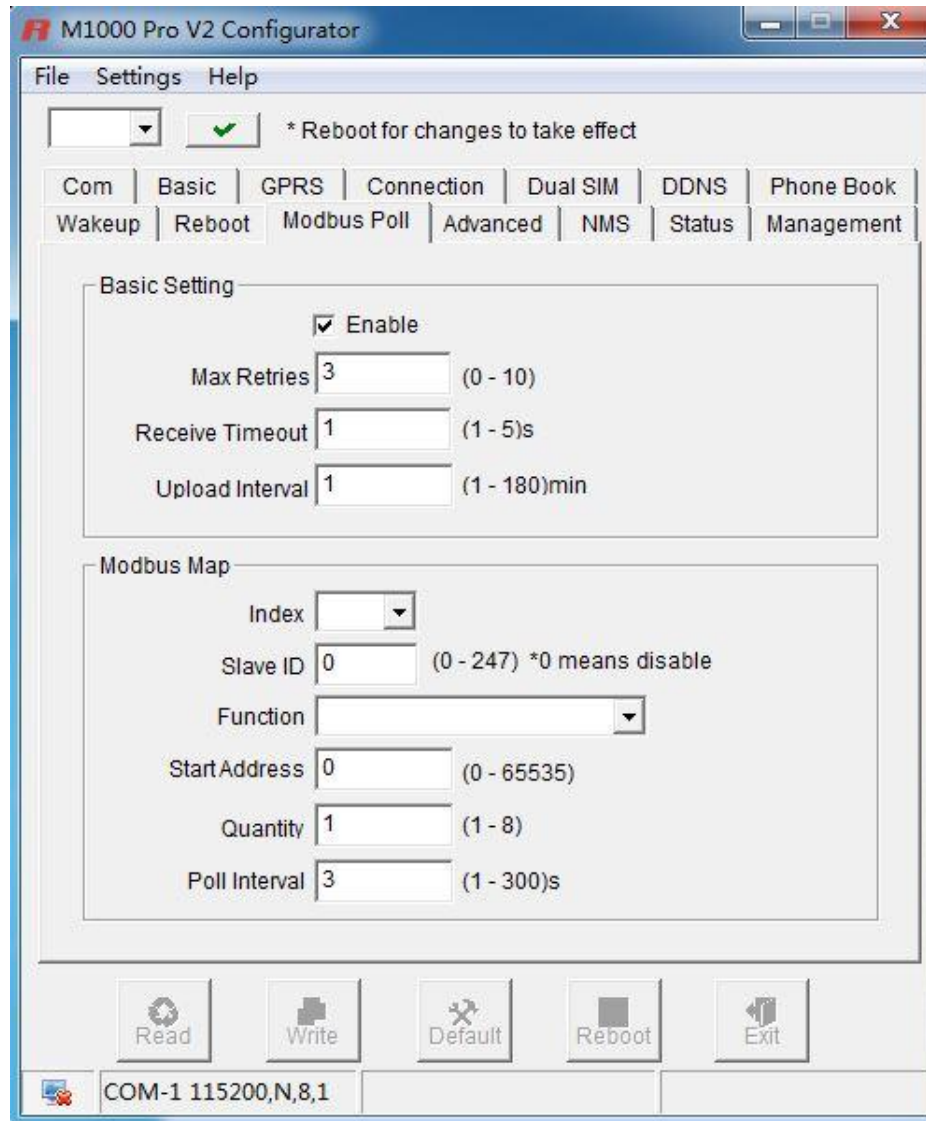 M1000 Pro V2 Configurator
File Settings Help
* Reboot for changes to take effect
Com Basic GPRS Connection Dual SIM DDNS Phone Book
Wakeup Reboot Modbus Poll Advanced NMS Status Management
Basic Setting
Enable
Max Retries 3 (0 - 10)
Receive Timeout 1 (1 - 5)s
Upload Interval 1 (1 - 180)min
Modbus Map
Index
Slave ID 0 (0 - 247) *0 means disable
Function
Start Address 0 (0 - 65535)
Quantity 1 (1 - 8)
Poll Interval 3 (1 - 300)s
Read Write Default Reboot Exit
COM-1 115200,N,8,1